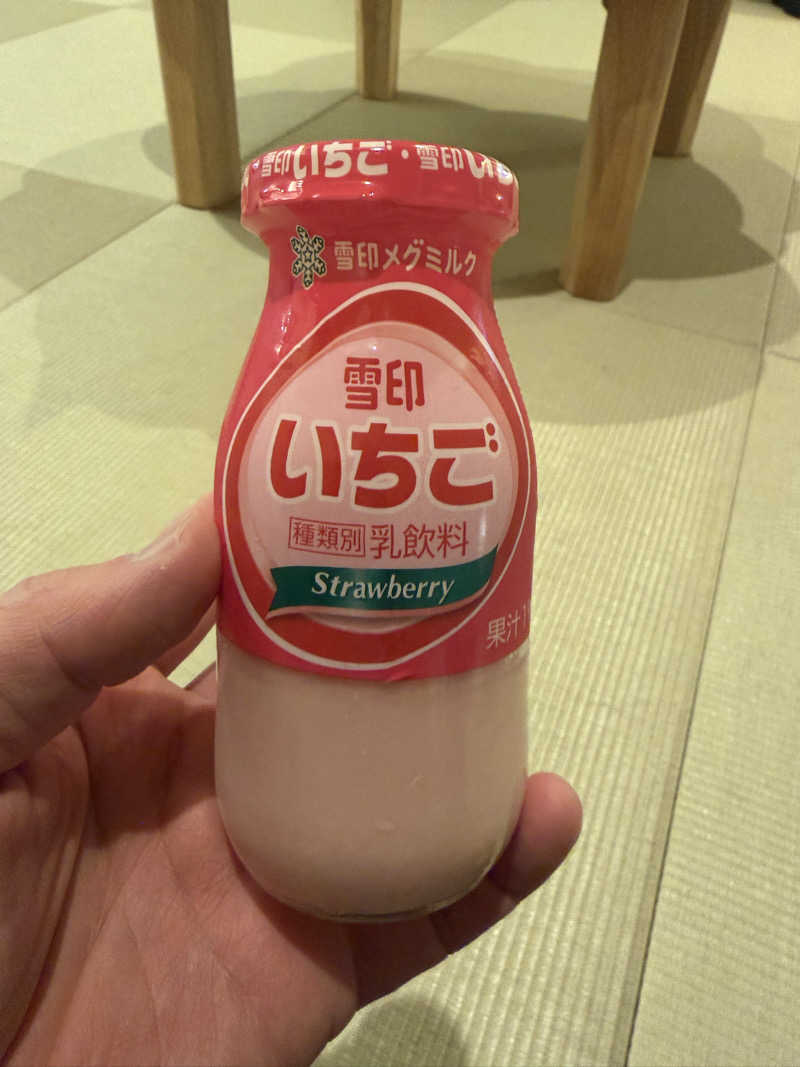 雪印いちご・雪印いち
雪印メグミルク
雪印
いちご
種類別 乳飲料
Strawberry
果汁1